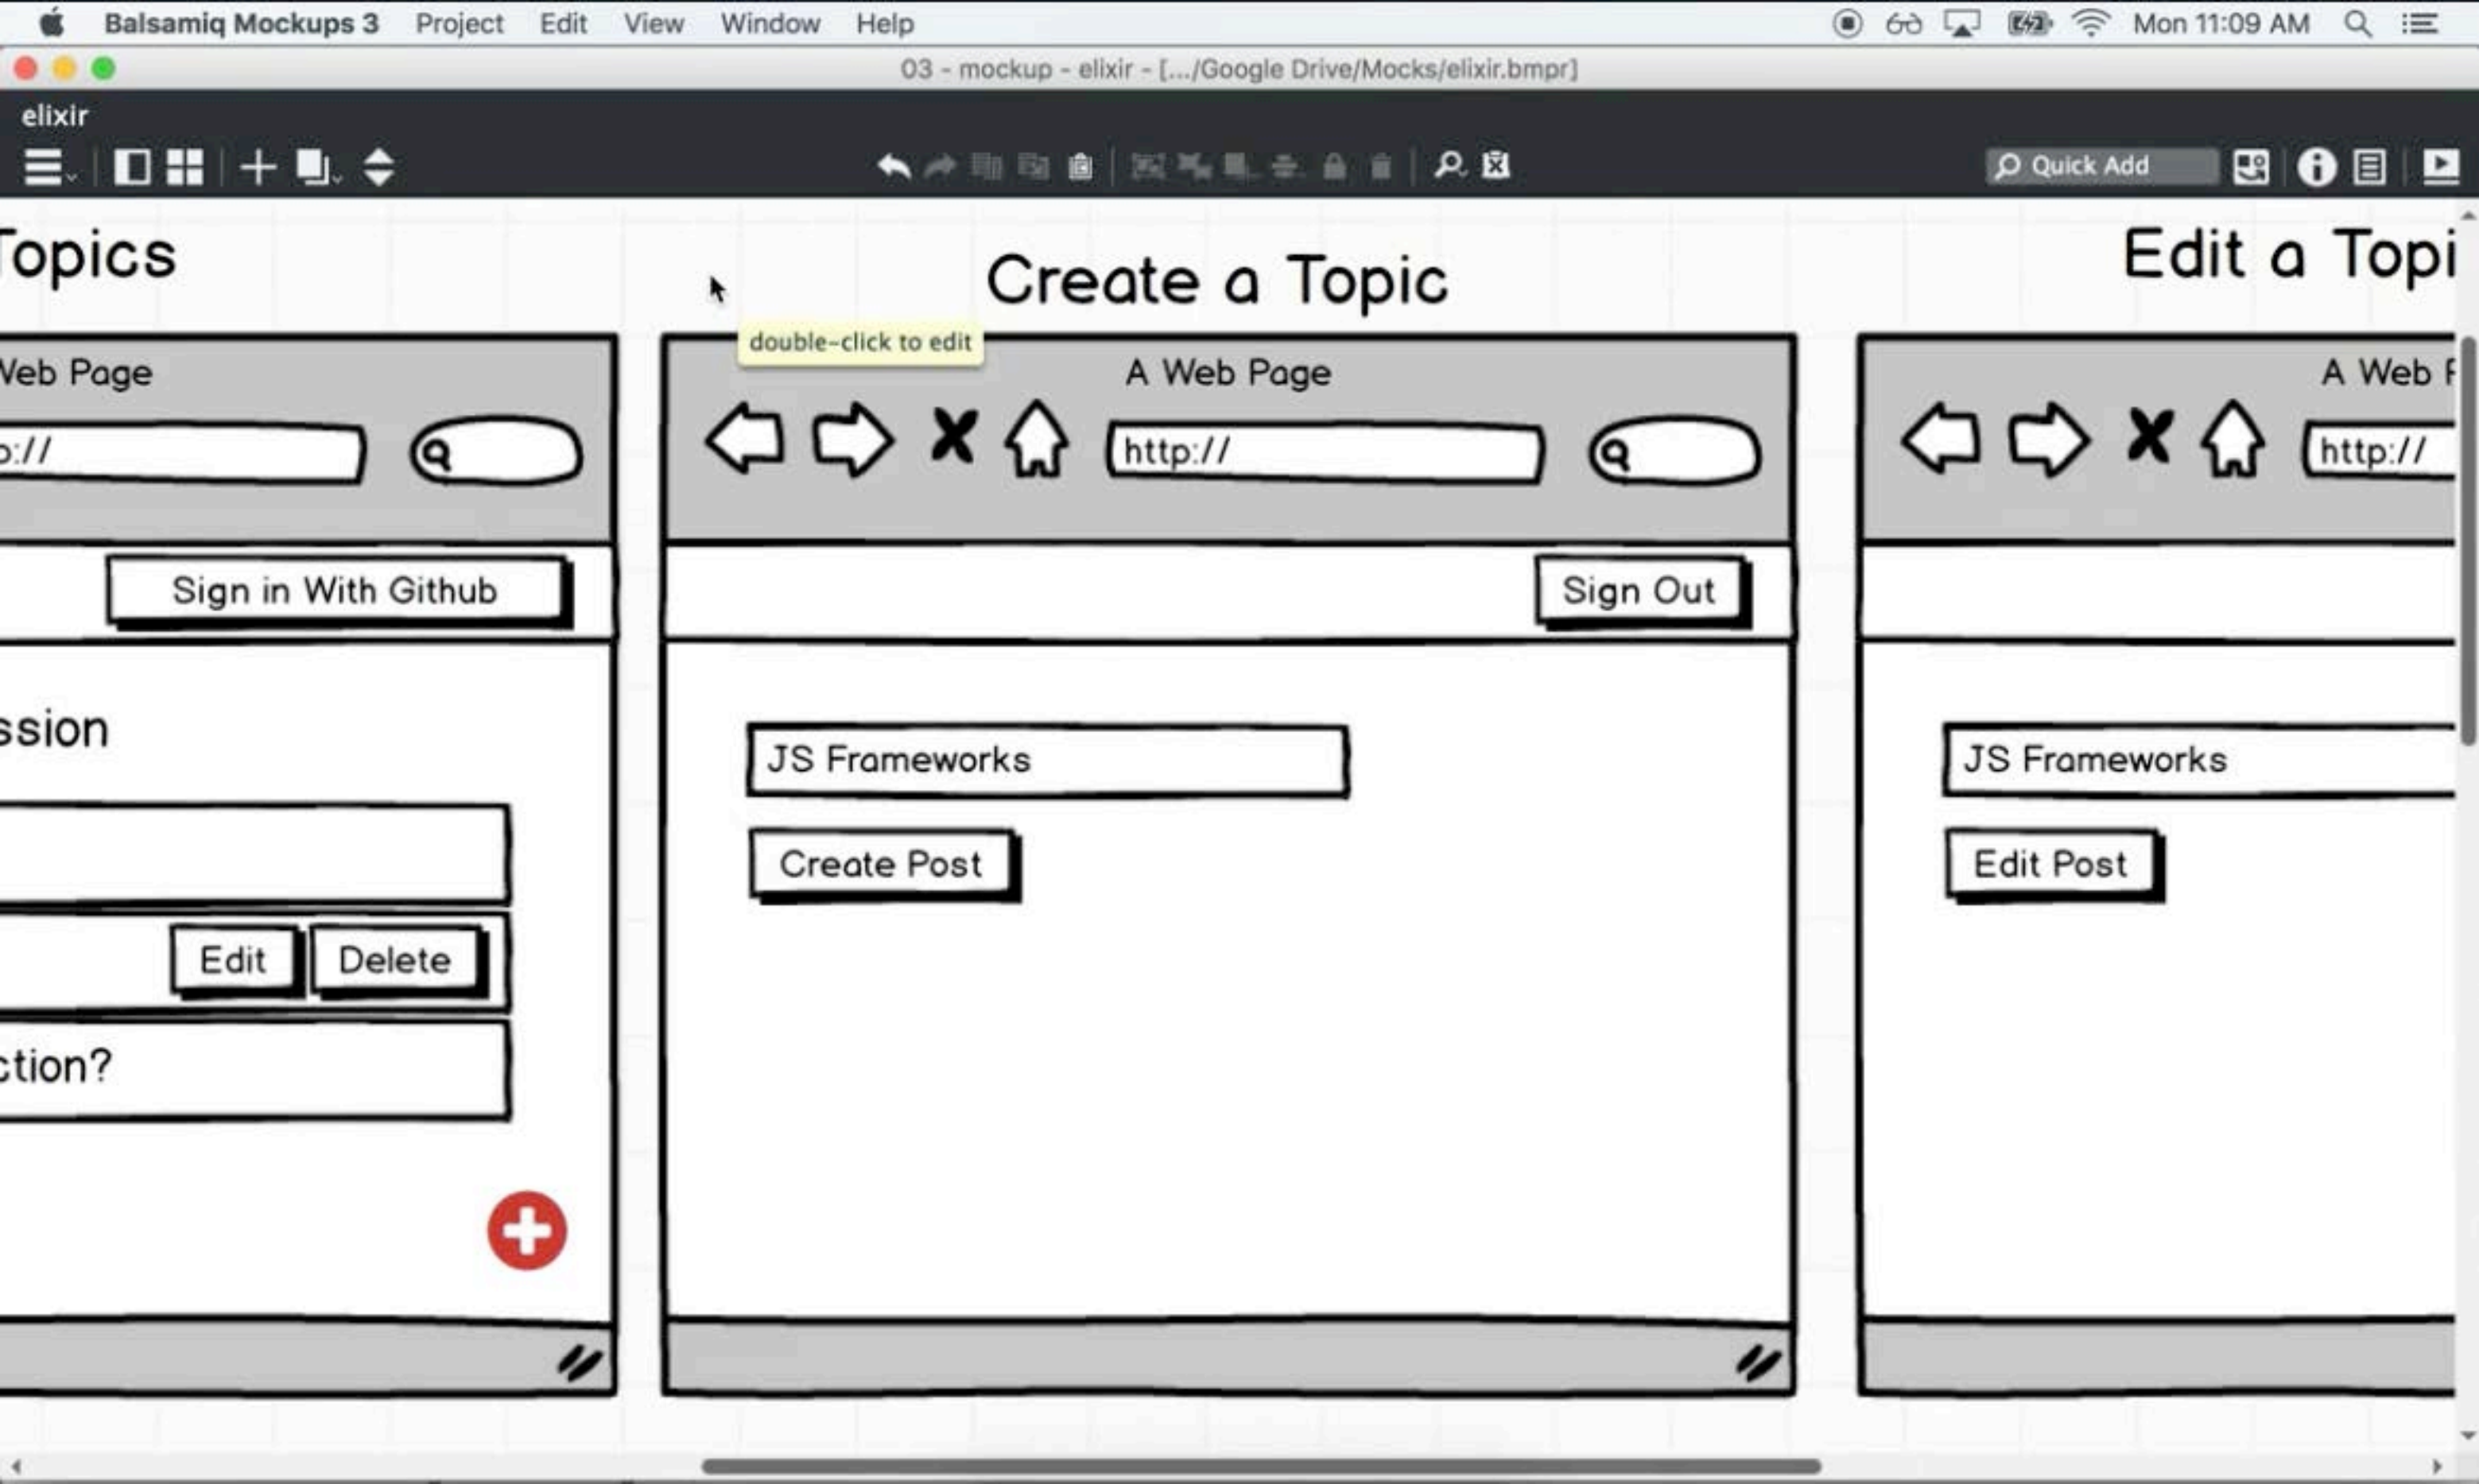 Balsamiq Mockups 3 Project Edit View Window Help Mon 11:09 AM
03 - mockup - elixir - [.../Google Drive/Mocks/elixir.bmpr]
elixir
Quick Add
Topics
Create a Topic
Edit a Topi
double-click to edit
Web Page
A Web Page
A Web P
p://
http://
http://
Sign in With Github
Sign Out
ssion
JS Frameworks
JS Frameworks
Create Post
Edit Post
Edit Delete
ction?